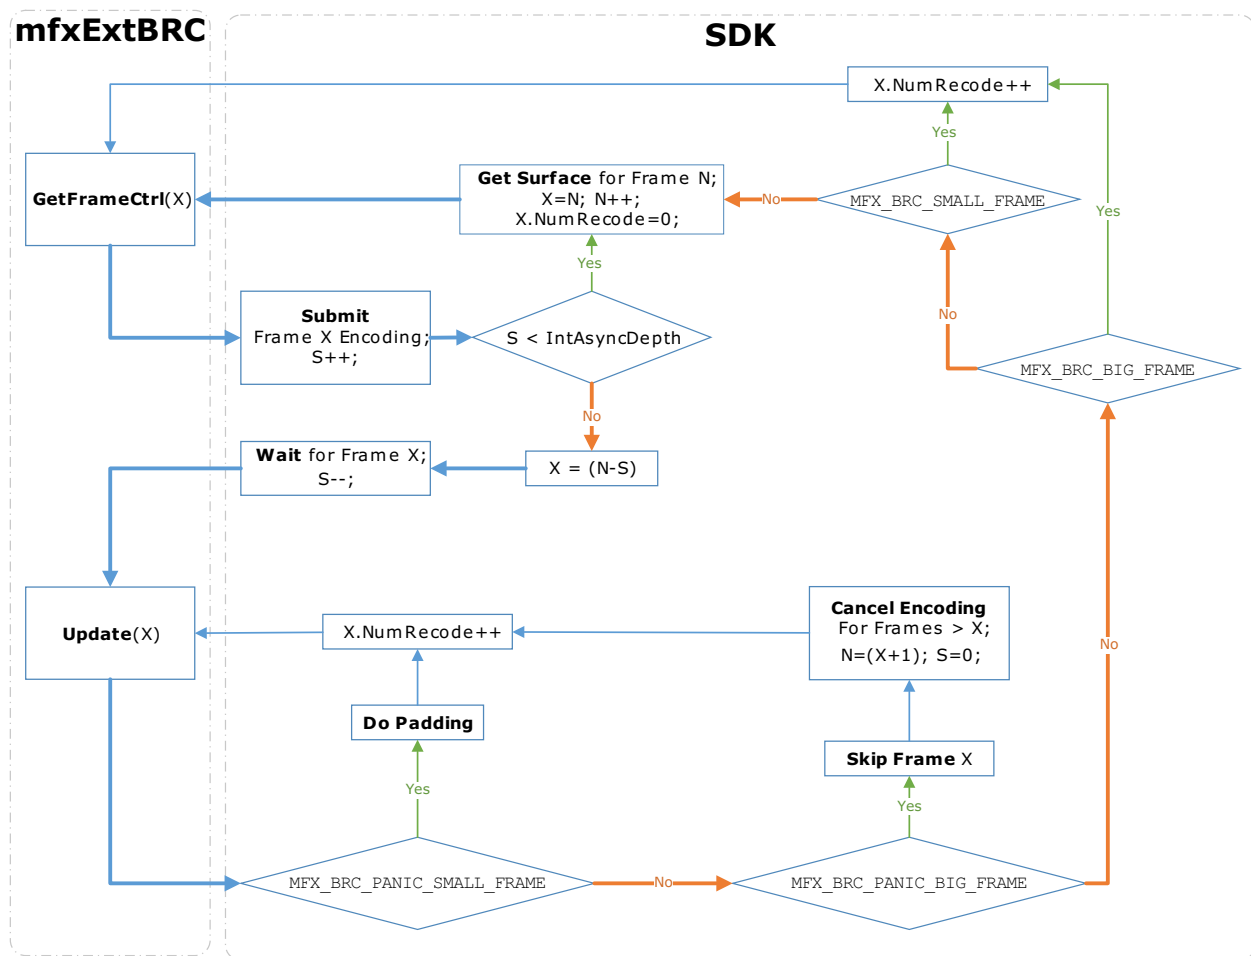 mfxExtBRC
SDK
X.NumRecode++
Yes
GetFrameCtrl(X)
Get Surface for Frame N;
X=N; N++;
X.NumRecode=0;
No
MFX_BRC_SMALL_FRAME
Yes
Yes
Submit
Frame X Encoding;
S++;
S < IntAsyncDepth
No
MFX_BRC_BIG_FRAME
No
Wait for Frame X;
S--;
X = (N-S)
Update(X)
X.NumRecode++
Cancel Encoding
For Frames > X;
N=(X+1); S=0;
No
Do Padding
Skip Frame X
Yes
Yes
MFX_BRC_PANIC_SMALL_FRAME
No
MFX_BRC_PANIC_BIG_FRAME